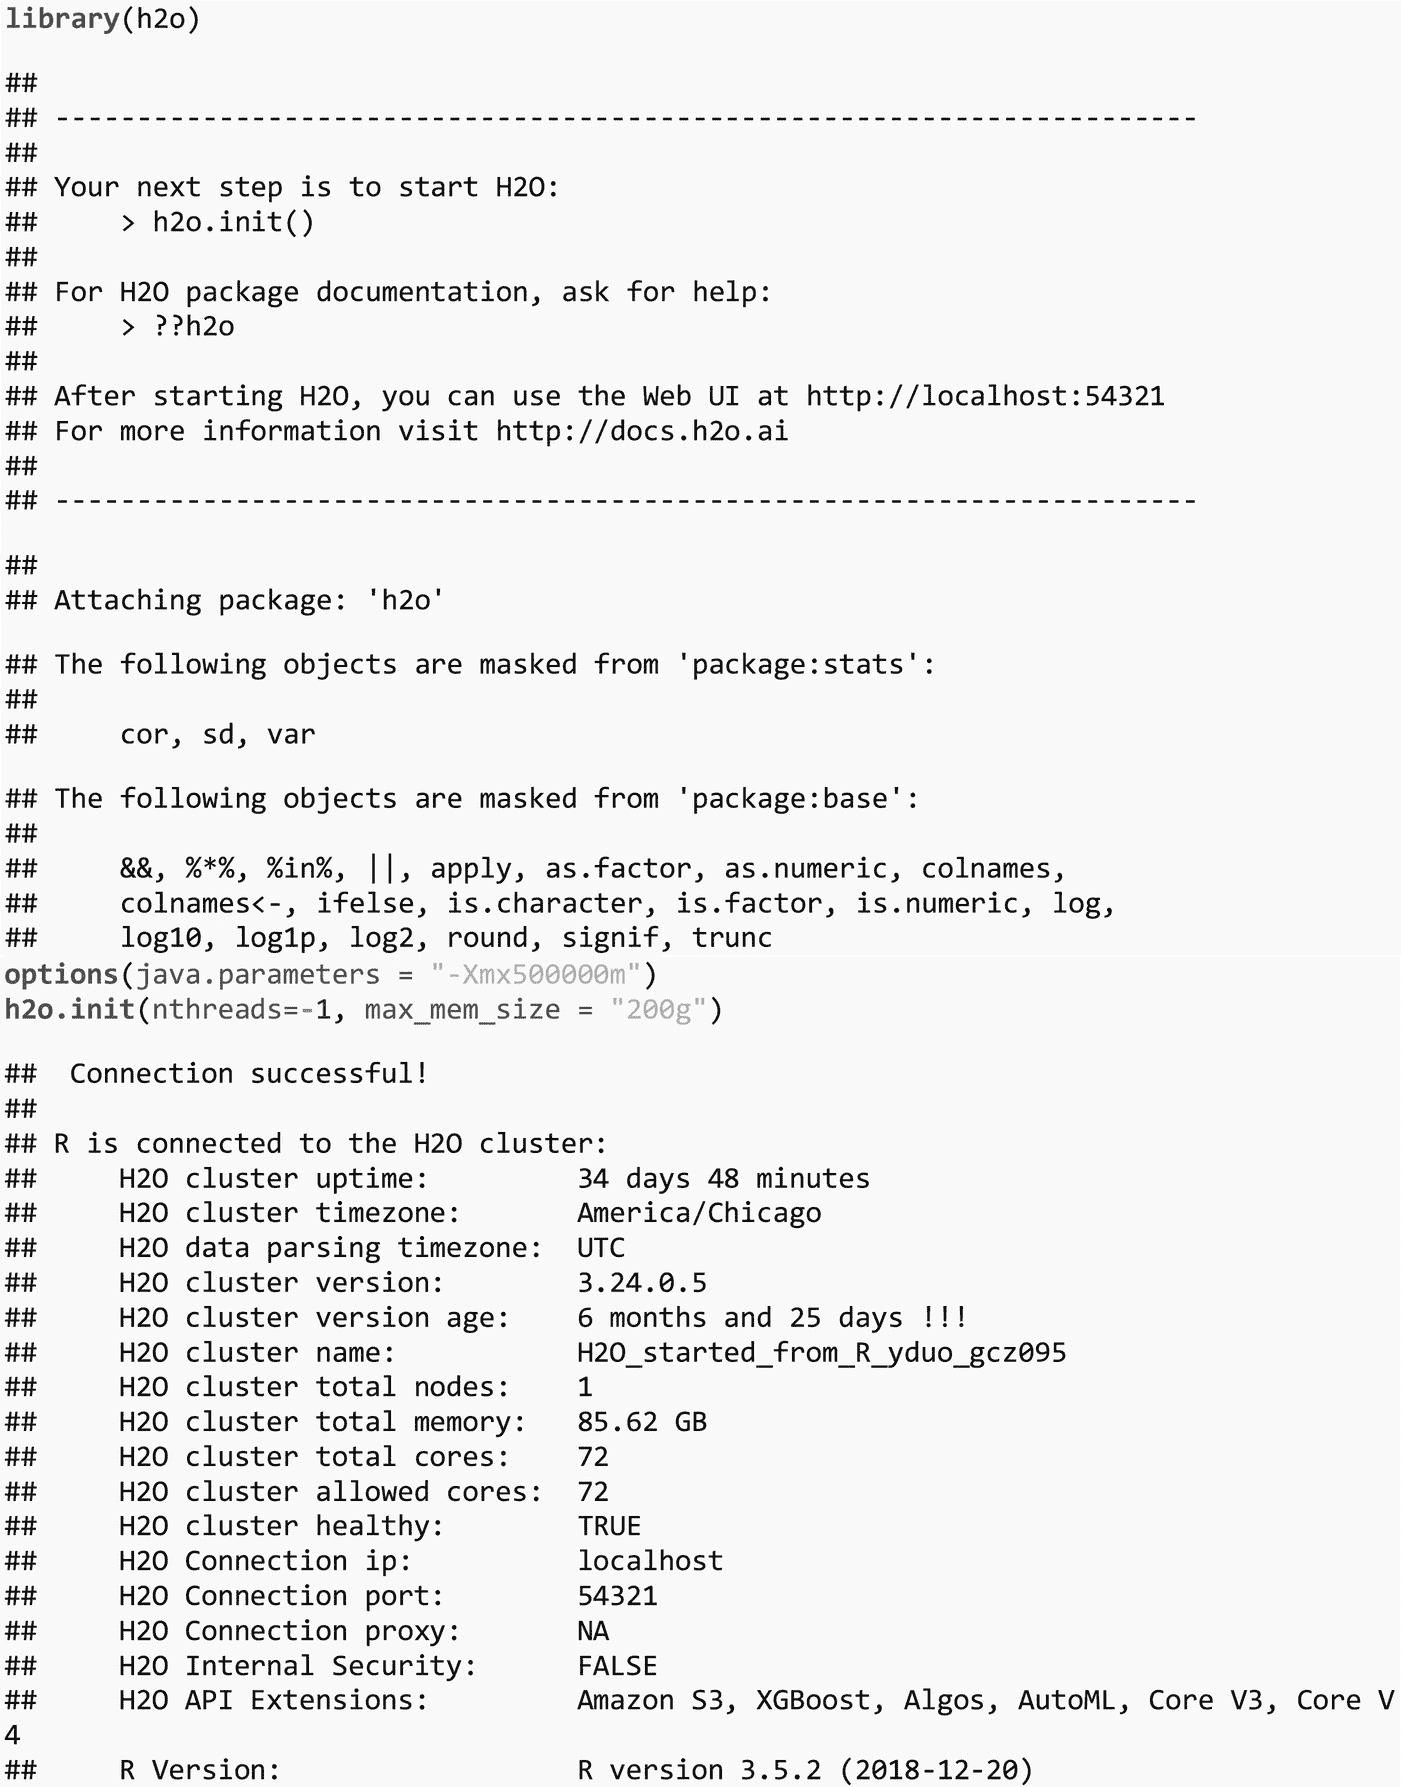 library(h2o)
##
## ----------------------------------------------------------------------
##
## Your next step is to start H2O:
##     > h2o.init()
##
## For H2O package documentation, ask for help:
##     > ??h2o
##
## After starting H2O, you can use the Web UI at http://localhost:54321
## For more information visit http://docs.h2o.ai
##
## ----------------------------------------------------------------------
##
## Attaching package: 'h2o'
## The following objects are masked from 'package:stats':
##
##     cor, sd, var
## The following objects are masked from 'package:base':
##
##     &&, %*%, %in%, ||, apply, as.factor, as.numeric, colnames,
##     colnames<-, ifelse, is.character, is.factor, is.numeric, log,
##     log10, log1p, log2, round, signif, trunc
options(java.parameters = "-Xmx500000m")
h2o.init(nthreads=-1, max_mem_size = "200g")
##  Connection successful!
##
## R is connected to the H2O cluster:
##     H2O cluster uptime:         34 days 48 minutes
##     H2O cluster timezone:       America/Chicago
##     H2O data parsing timezone:  UTC
##     H2O cluster version:        3.24.0.5
##     H2O cluster version age:    6 months and 25 days !!!
##     H2O cluster name:           H2O_started_from_R_yduo_gcz095
##     H2O cluster total nodes:    1
##     H2O cluster total memory:   85.62 GB
##     H2O cluster total cores:    72
##     H2O cluster allowed cores:  72
##     H2O cluster healthy:        TRUE
##     H2O Connection ip:          localhost
##     H2O Connection port:        54321
##     H2O Connection proxy:       NA
##     H2O Internal Security:      FALSE
##     H2O API Extensions:         Amazon S3, XGBoost, Algos, AutoML, Core V3, Core V
4
##     R Version:                  R version 3.5.2 (2018-12-20)